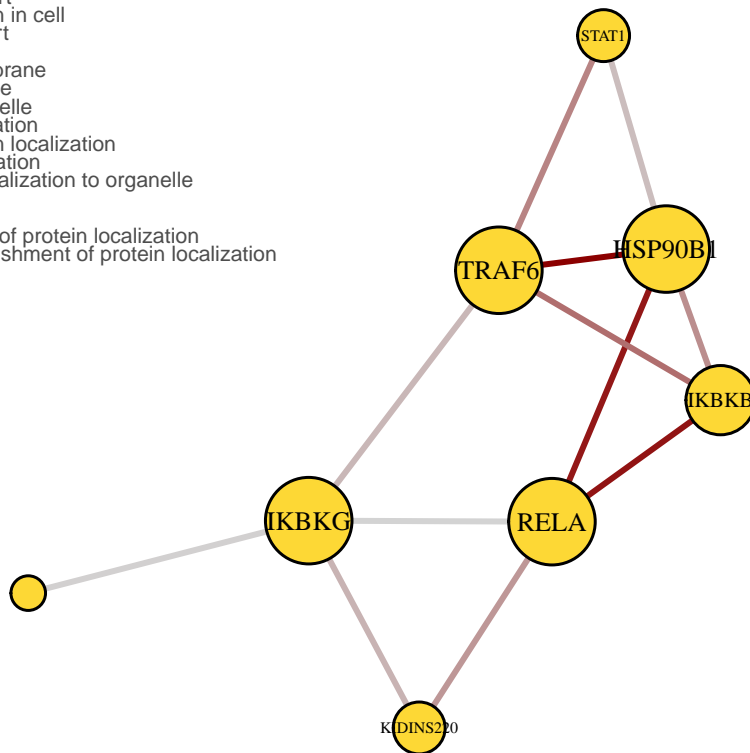 n in cell
rt
orane
e
elle
ation
n localization
ation
alization to organelle
of protein localization
shment of protein localization
STAT1
HSP90B1
TRAF6
IKBKB
IKBKG
RELA
KIDINS220